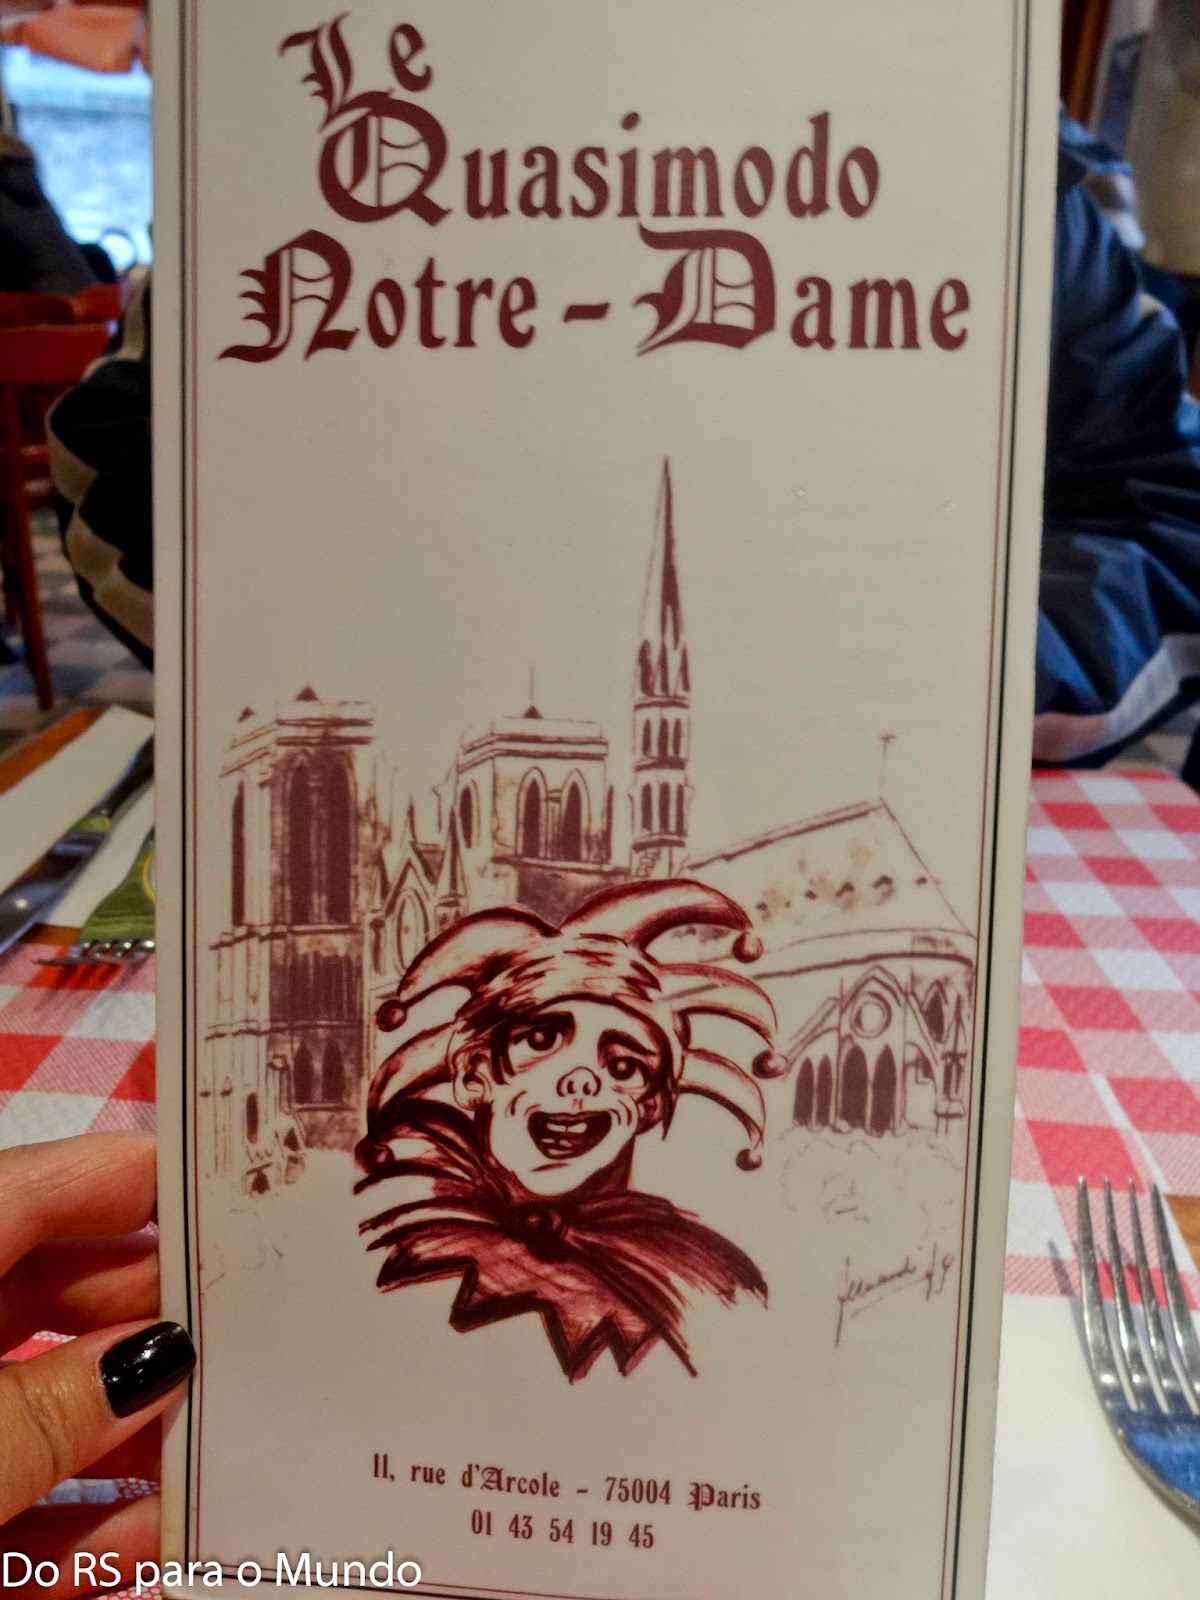 Le
Quasimodo
Notre-Dame
11, rue d'Arcole - 75004 Paris
01 43 54 19 45
Do RS para o Mundo